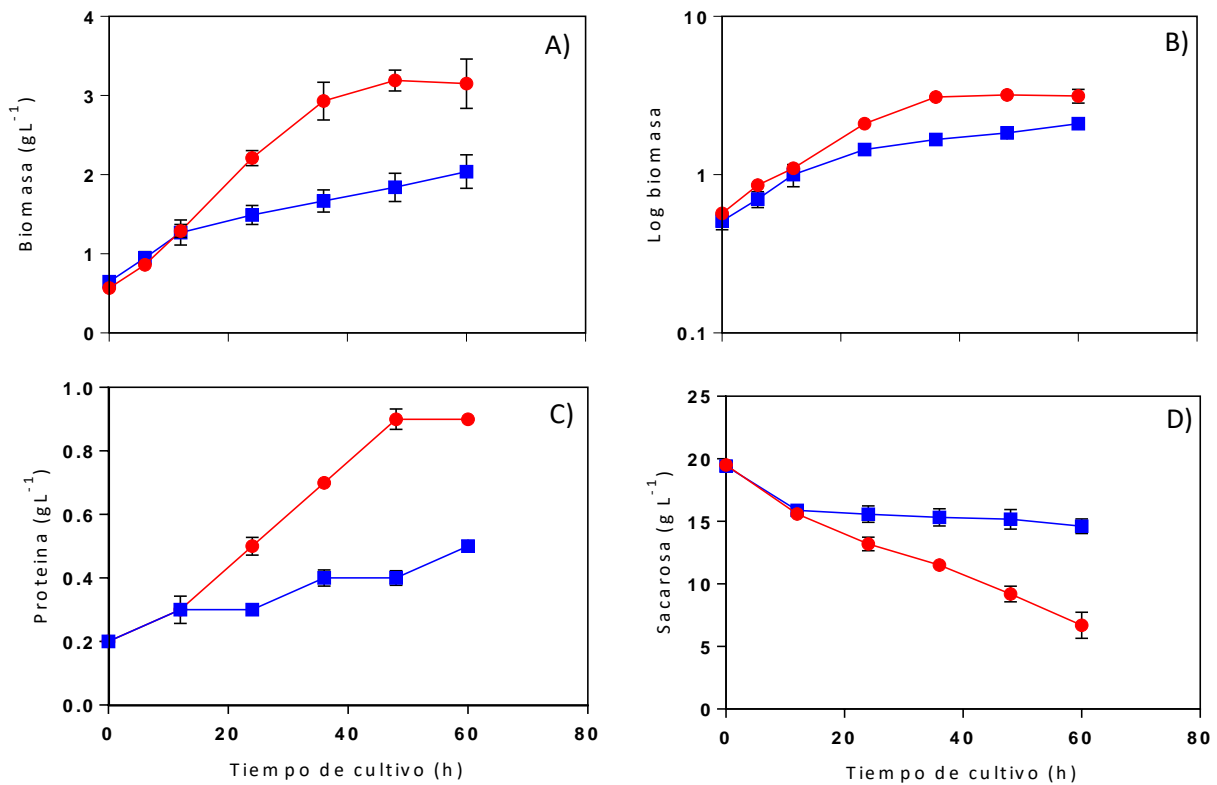 A)
Biomasa (gL-1)
4
3
2
1
0
B)
Log biomasa
10
1
0.1
C)
Proteina (gL-1)
1.0
0.8
0.6
0.4
0.2
0.0
0 20 40 60 80
Tiempo de cultivo (h)
D)
Sacarosa (g L-1)
25
20
15
10
5
0
0 20 40 60 80
Tiempo de cultivo (h)